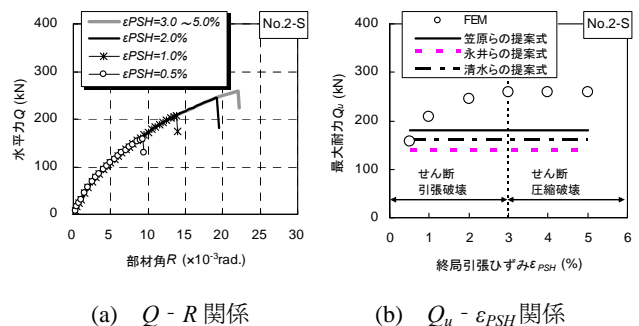 No.2-S
εPSH=3.0 ～5.0%
εPSH=2.0%
εPSH=1.0%
εPSH=0.5%
400
300
200
100
0
水平力Q (kN)
0 5 10 15 20 25 30
部材角R (×10⁻³rad.)
(a) Q - R 関係
No.2-S
FEM
笠原らの提案式
永井らの提案式
清水らの提案式
400
300
200
100
0
最大耐力Qu (kN)
せん断
引張破壊
せん断
圧縮破壊
0 1 2 3 4 5 6
終局引張ひずみεPSH (%)
(b) Qu - εPSH関係